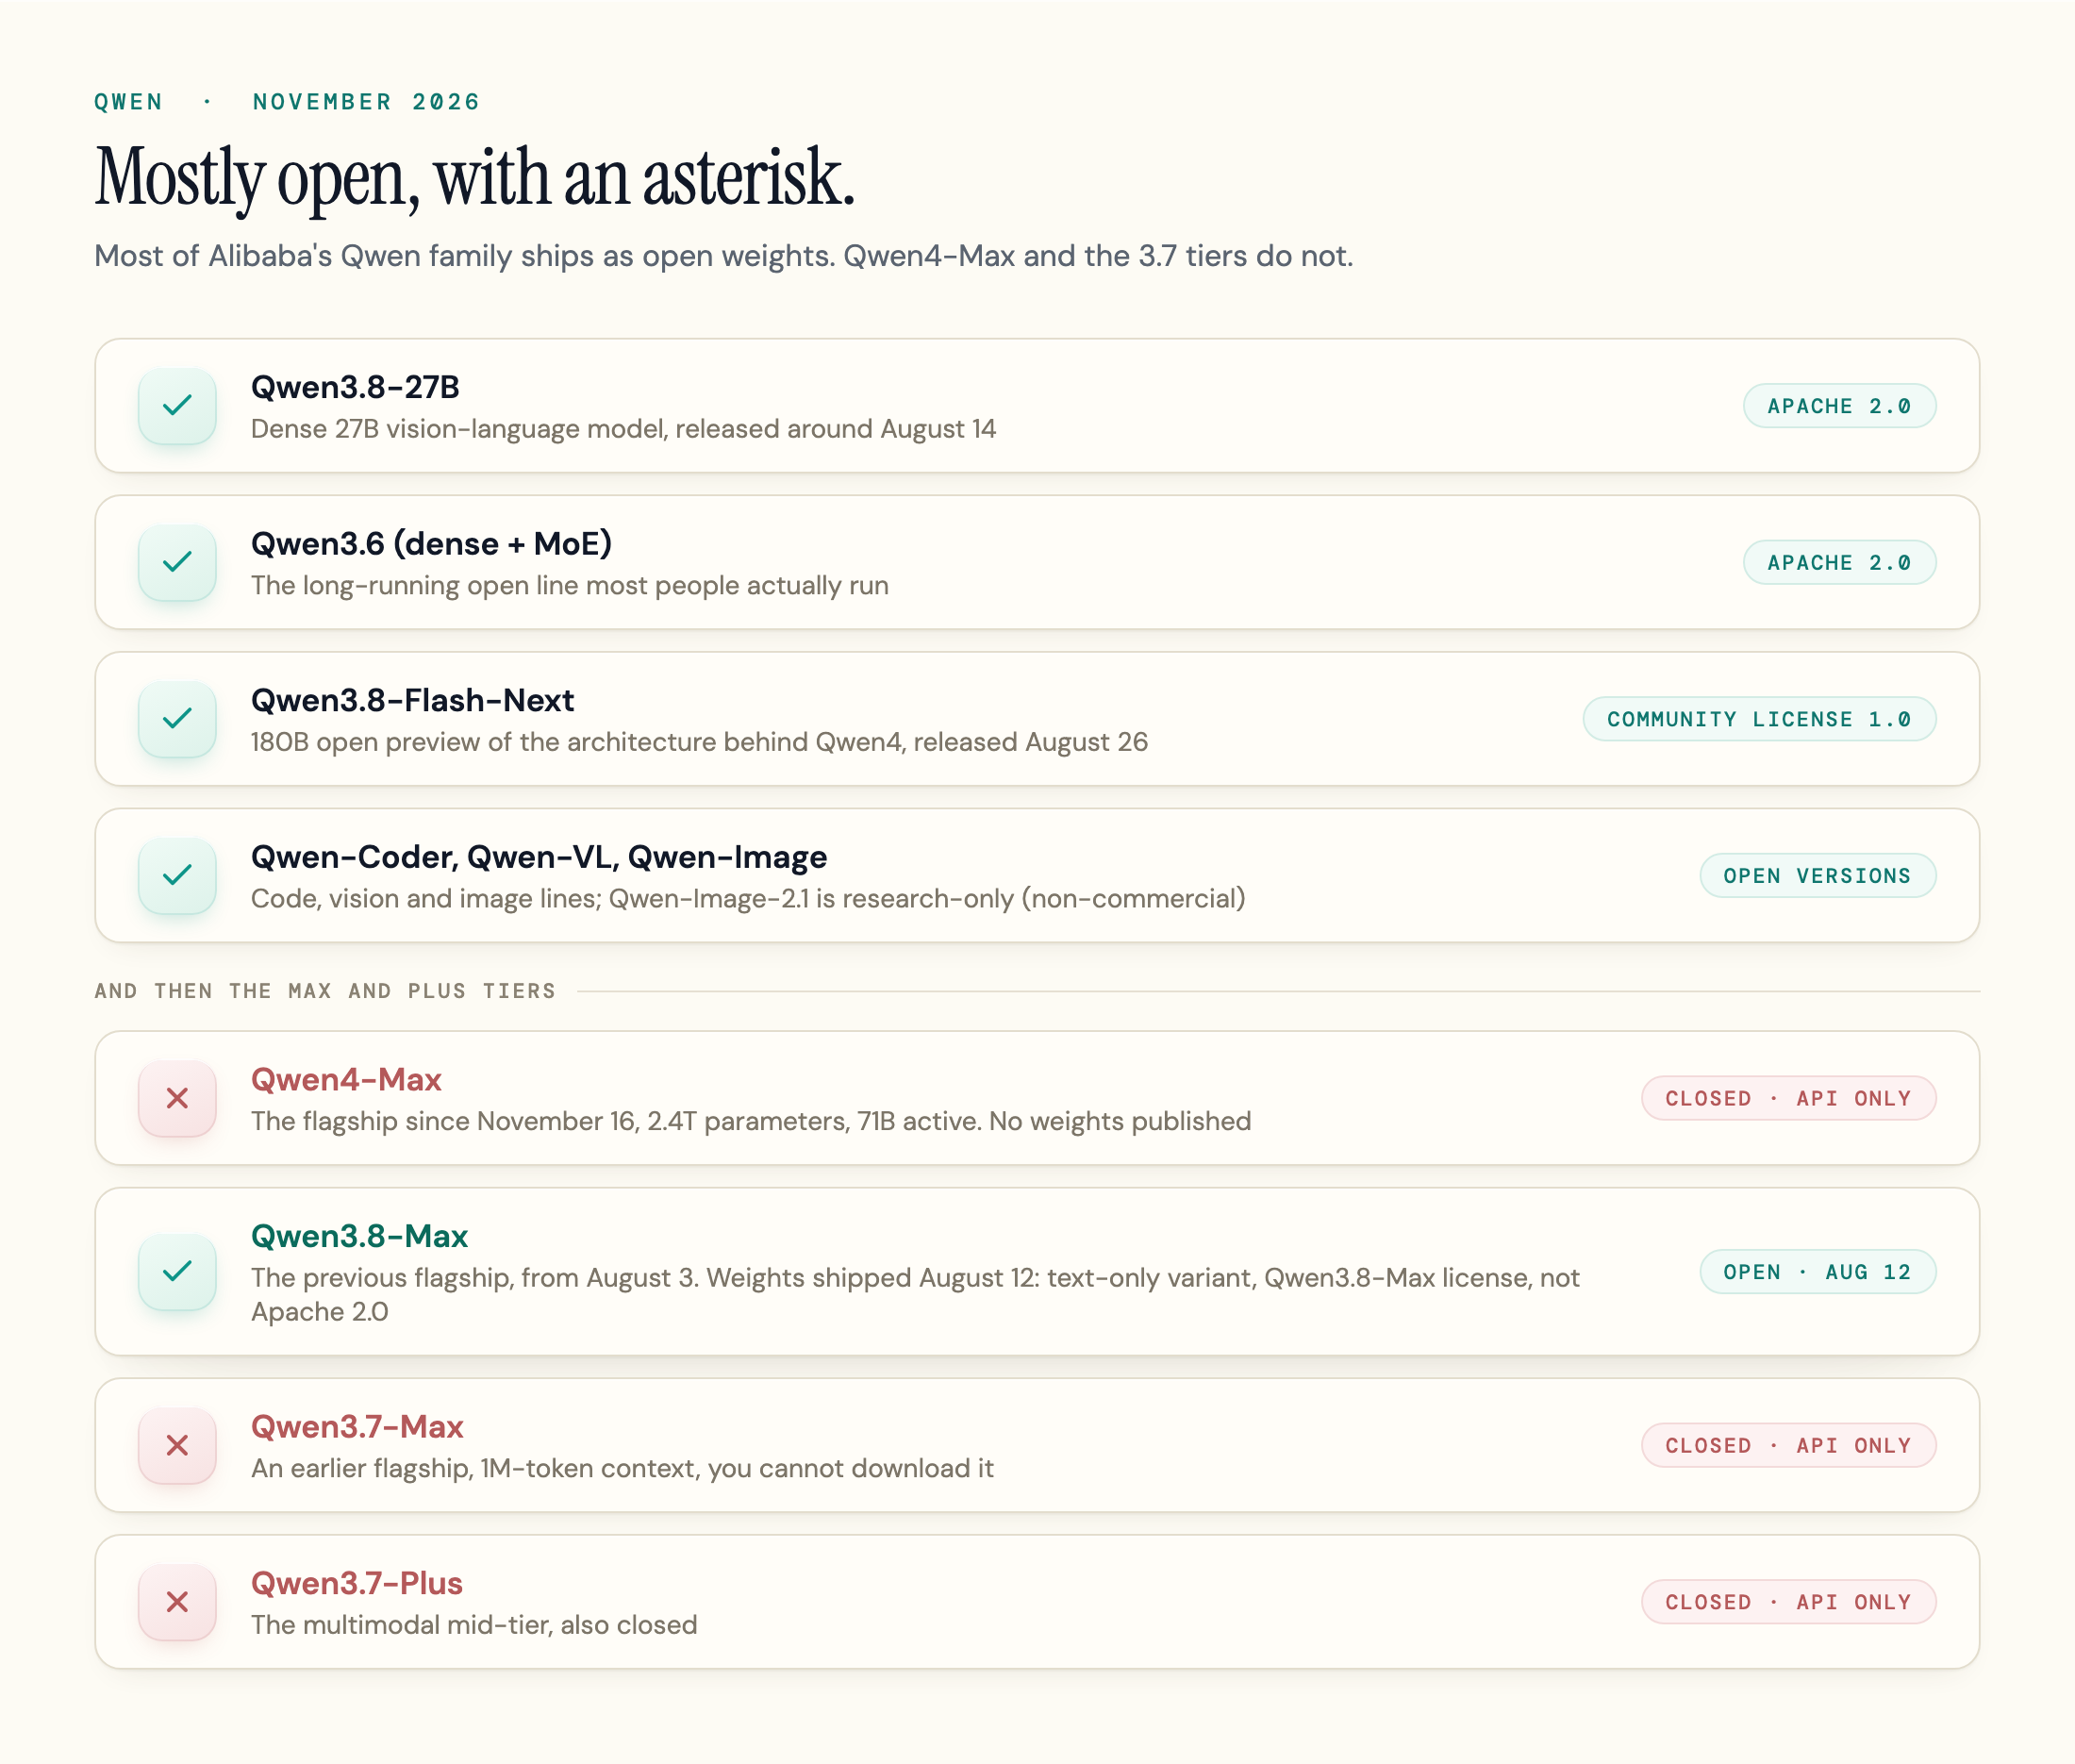 QWEN · NOVEMBER 2026
Mostly open, with an asterisk.
Most of Alibaba's Qwen family ships as open weights. Qwen4-Max and the 3.7 tiers do not.
Qwen3.8-27B
Dense 27B vision-language model, released around August 14
APACHE 2.0
Qwen3.6 (dense + MoE)
The long-running open line most people actually run
APACHE 2.0
Qwen3.8-Flash-Next
180B open preview of the architecture behind Qwen4, released August 26
COMMUNITY LICENSE 1.0
Qwen-Coder, Qwen-VL, Qwen-Image
Code, vision and image lines; Qwen-Image-2.1 is research-only (non-commercial)
OPEN VERSIONS
AND THEN THE MAX AND PLUS TIERS
Qwen4-Max
The flagship since November 16, 2.4T parameters, 71B active. No weights published
CLOSED · API ONLY
Qwen3.8-Max
The previous flagship, from August 3. Weights shipped August 12: text-only variant, Qwen3.8-Max license, not
Apache 2.0
OPEN · AUG 12
Qwen3.7-Max
An earlier flagship, 1M-token context, you cannot download it
CLOSED · API ONLY
Qwen3.7-Plus
The multimodal mid-tier, also closed
CLOSED · API ONLY